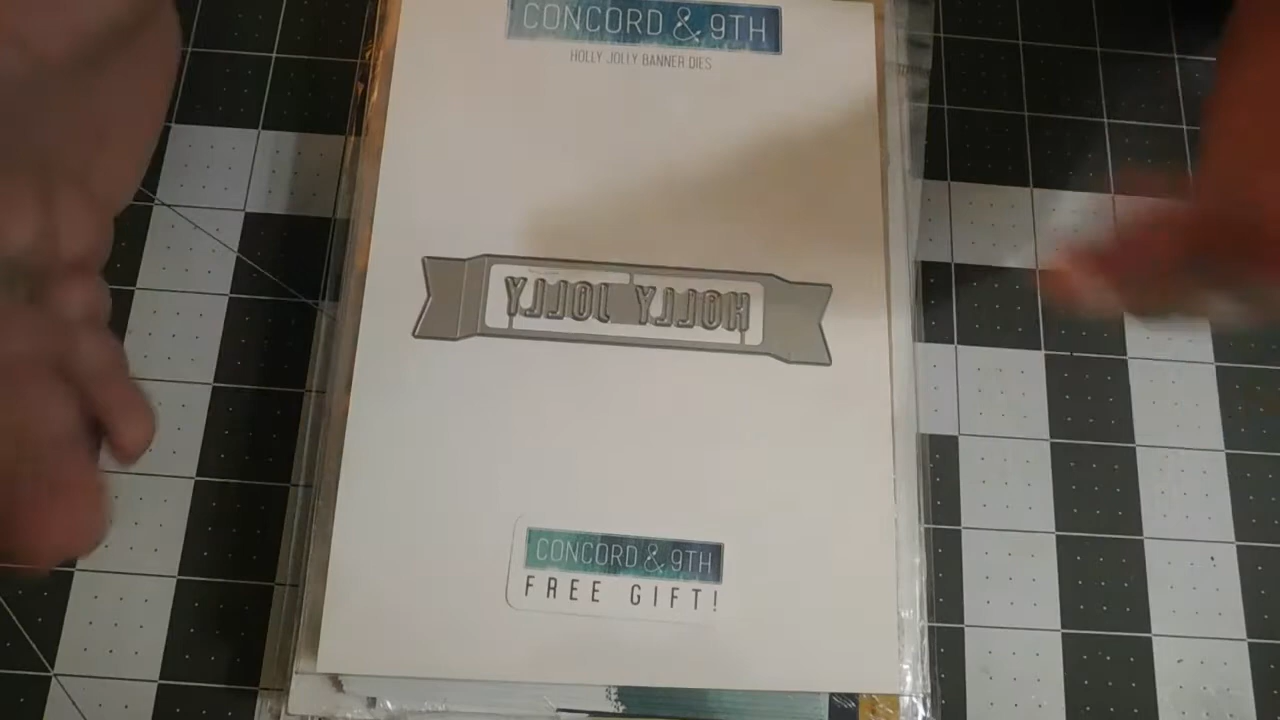 CONCORD & 9TH
HOLLY JOLLY BANNER DIES
HOLLY JOLLY
CONCORD & 9TH
FREE GIFT!